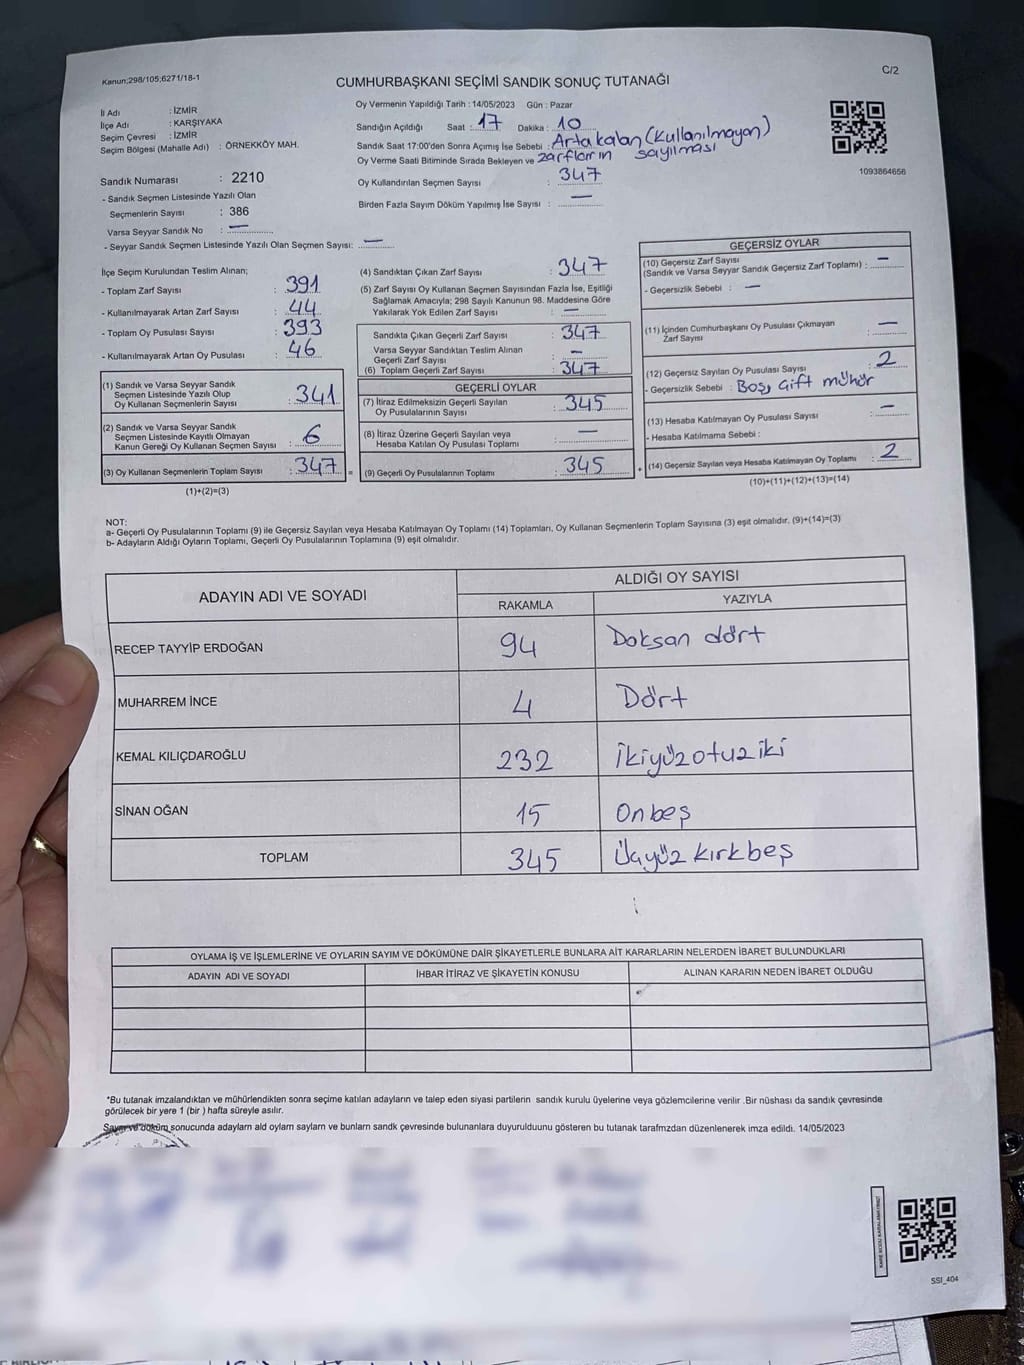 Kanun;298/105;6271/18-1
CUMHURBAŞKANI SEÇİMİ SANDIK SONUÇ TUTANAĞI
C/2
İl Adı : İZMİR
İlçe Adı : KARŞIYAKA
Seçim Çevresi : İZMİR
Seçim Bölgesi (Mahalle Adı) : ÖRNEKKÖY MAH.
Sandık Numarası : 2210
- Sandık Seçmen Listesinde Yazılı Olan
Seçmenlerin Sayısı : 386
Varsa Seyyar Sandık No : —
- Seyyar Sandık Seçmen Listesinde Yazılı Olan Seçmen Sayısı: —
Oy Vermenin Yapıldığı Tarih : 14/05/2023 Gün : Pazar
Sandığın Açıldığı Saat : 17 Dakika : 10
Sandık Saat 17:00'den Sonra Açımış İse Sebebi : Arta kalan (Kullanılmayan)
Oy Verme Saati Bitiminde Sırada Bekleyen ve zarfların sayılması
Oy Kullandırılan Seçmen Sayısı : 347
Birden Fazla Sayım Döküm Yapılmış İse Sayısı : —
1093864656
İlçe Seçim Kurulundan Teslim Alınan;
- Toplam Zarf Sayısı : 391
- Kullanılmayarak Artan Zarf Sayısı : 44
- Toplam Oy Pusulası Sayısı : 393
- Kullanılmayarak Artan Oy Pusulası : 46
(1) Sandık ve Varsa Seyyar Sandık
Seçmen Listesinde Yazılı Olup
Oy Kullanan Seçmenlerin Sayısı : 341
(2) Sandık ve Varsa Seyyar Sandık
Seçmen Listesinde Kayıtlı Olmayan
Kanun Gereği Oy Kullanan Seçmen Sayısı : 6
(3) Oy Kullanan Seçmenlerin Toplam Sayısı : 347 =
(1)+(2)=(3)
(4) Sandıktan Çıkan Zarf Sayısı : 347
(5) Zarf Sayısı Oy Kullanan Seçmen Sayısından Fazla İse, Eşitliği
Sağlamak Amacıyla; 298 Sayılı Kanunun 98. Maddesine Göre
Yakılarak Yok Edilen Zarf Sayısı : —
Sandıkta Çıkan Geçerli Zarf Sayısı : 347
Varsa Seyyar Sandıktan Teslim Alınan
Geçerli Zarf Sayısı : —
(6) Toplam Geçerli Zarf Sayısı : 347
GEÇERLİ OYLAR
(7) İtiraz Edilmeksizin Geçerli Sayılan
Oy Pusulalarının Sayısı : 345
(8) İtiraz Üzerine Geçerli Sayılan veya
Hesaba Katılan Oy Pusulası Toplamı : —
(9) Geçerli Oy Pusulalarının Toplamı : 345 +
GEÇERSİZ OYLAR
(10) Geçersiz Zarf Sayısı
(Sandık ve Varsa Seyyar Sandık Geçersiz Zarf Toplamı) : —
- Geçersizlik Sebebi : —
(11) İçinden Cumhurbaşkanı Oy Pusulası Çıkmayan
Zarf Sayısı : —
(12) Geçersiz Sayılan Oy Pusulası Sayısı : 2
- Geçersizlik Sebebi : Boş, Çift mühür
(13) Hesaba Katılmayan Oy Pusulası Sayısı : —
- Hesaba Katılmama Sebebi :
(14) Geçersiz Sayılan veya Hesaba Katılmayan Oy Toplamı : 2
(10)+(11)+(12)+(13)=(14)
NOT:
a- Geçerli Oy Pusulalarının Toplamı (9) ile Geçersiz Sayılan veya Hesaba Katılmayan Oy Toplamı (14) Toplamları, Oy Kullanan Seçmenlerin Toplam Sayısına (3) eşit olmalıdır. (9)+(14)=(3)
b- Adayların Aldığı Oyların Toplamı, Geçerli Oy Pusulalarının Toplamına (9) eşit olmalıdır.
ADAYIN ADI VE SOYADI ALDIĞI OY SAYISI
RAKAMLA YAZIYLA
RECEP TAYYİP ERDOĞAN 94 Doksan dört
MUHARREM İNCE 4 Dört
KEMAL KILIÇDAROĞLU 232 İkiyüzotuziki
SİNAN OĞAN 15 Onbeş
TOPLAM 345 Üçyüz kırkbeş
OYLAMA İŞ VE İŞLEMLERİNE VE OYLARIN SAYIM VE DÖKÜMÜNE DAİR ŞİKAYETLERLE BUNLARA AİT KARARLARIN NELERDEN İBARET BULUNDUKLARI
ADAYIN ADI VE SOYADI İHBAR İTİRAZ VE ŞİKAYETİN KONUSU ALINAN KARARIN NEDEN İBARET OLDUĞU
*Bu tutanak imzalandıktan ve mühürlendikten sonra seçime katılan adayların ve talep eden siyasi partilerin sandık kurulu üyelerine veya gözlemcilerine verilir .Bir nüshası da sandık çevresinde
görülecek bir yere 1 (bir ) hafta süreyle asılır.
Sayım ve döküm sonucunda adayların ald oyların saylarn ve bunların sandk çevresinde bulunanlara duyurulduunu gösteren bu tutanak tarafmzdan düzenlenerek imza edildi. 14/05/2023
KARE KODU KARALAMAYINIZ!
SSI_404